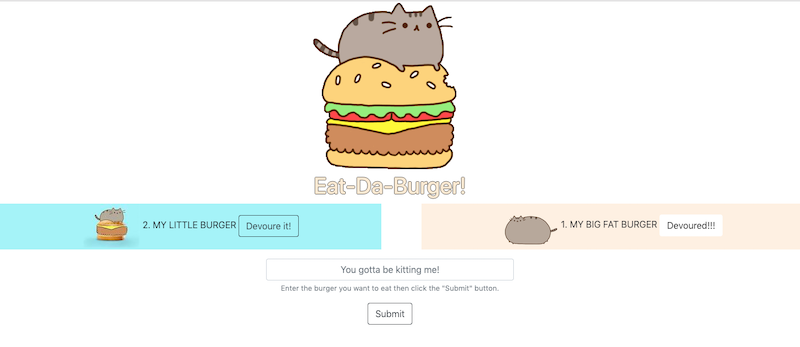 Eat-Da-Burger!
2. MY LITTLE BURGER Devoure it!
1. MY BIG FAT BURGER Devoured!!!
You gotta be kitting me!
Enter the burger you want to eat then click the "Submit" button.
Submit